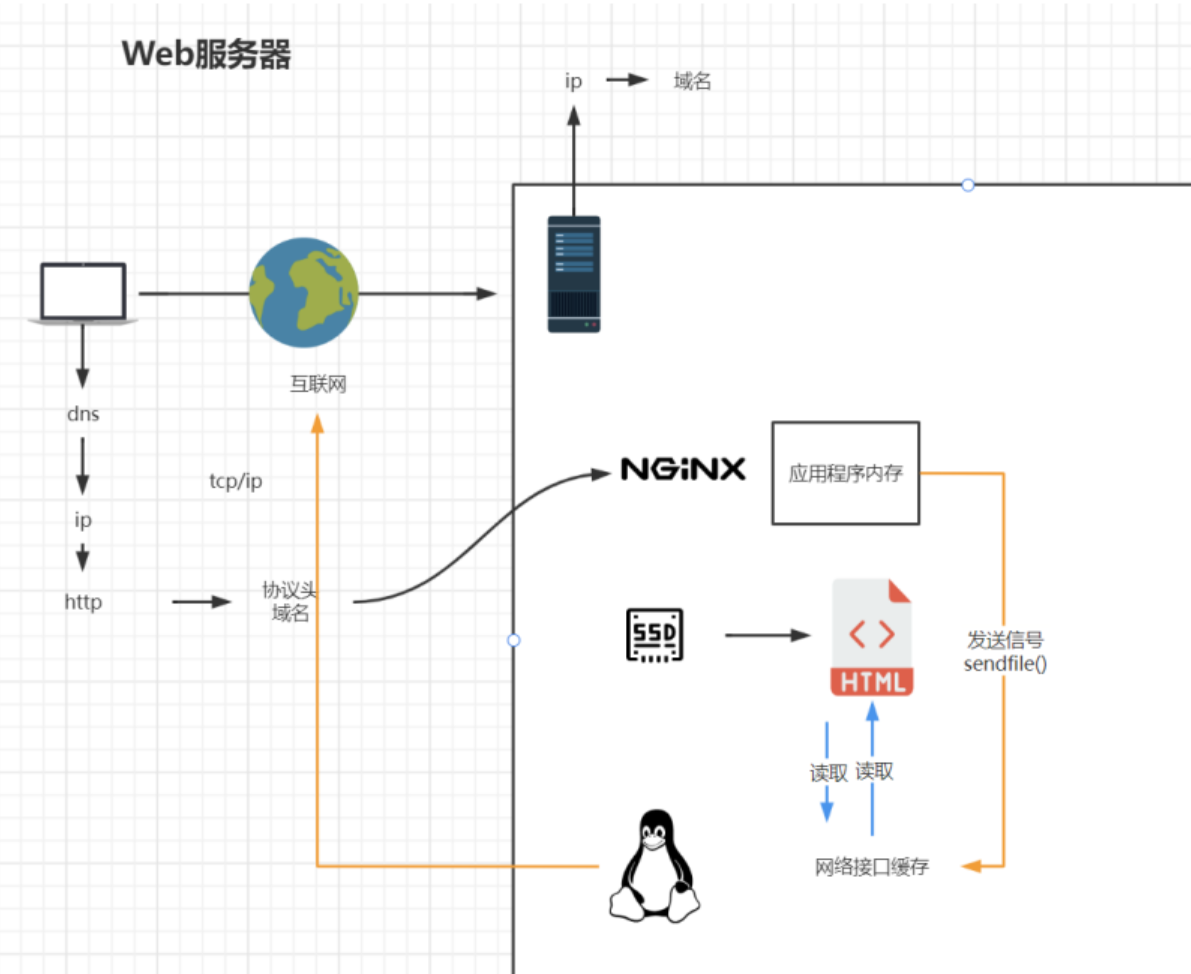 Web服务器
ip
域名
互联网
dns
tcp/ip
NGiNX
应用程序内存
ip
http
协议头
域名
SSD
HTML
发送信号
sendfile()
读取
读取
网络接口缓存